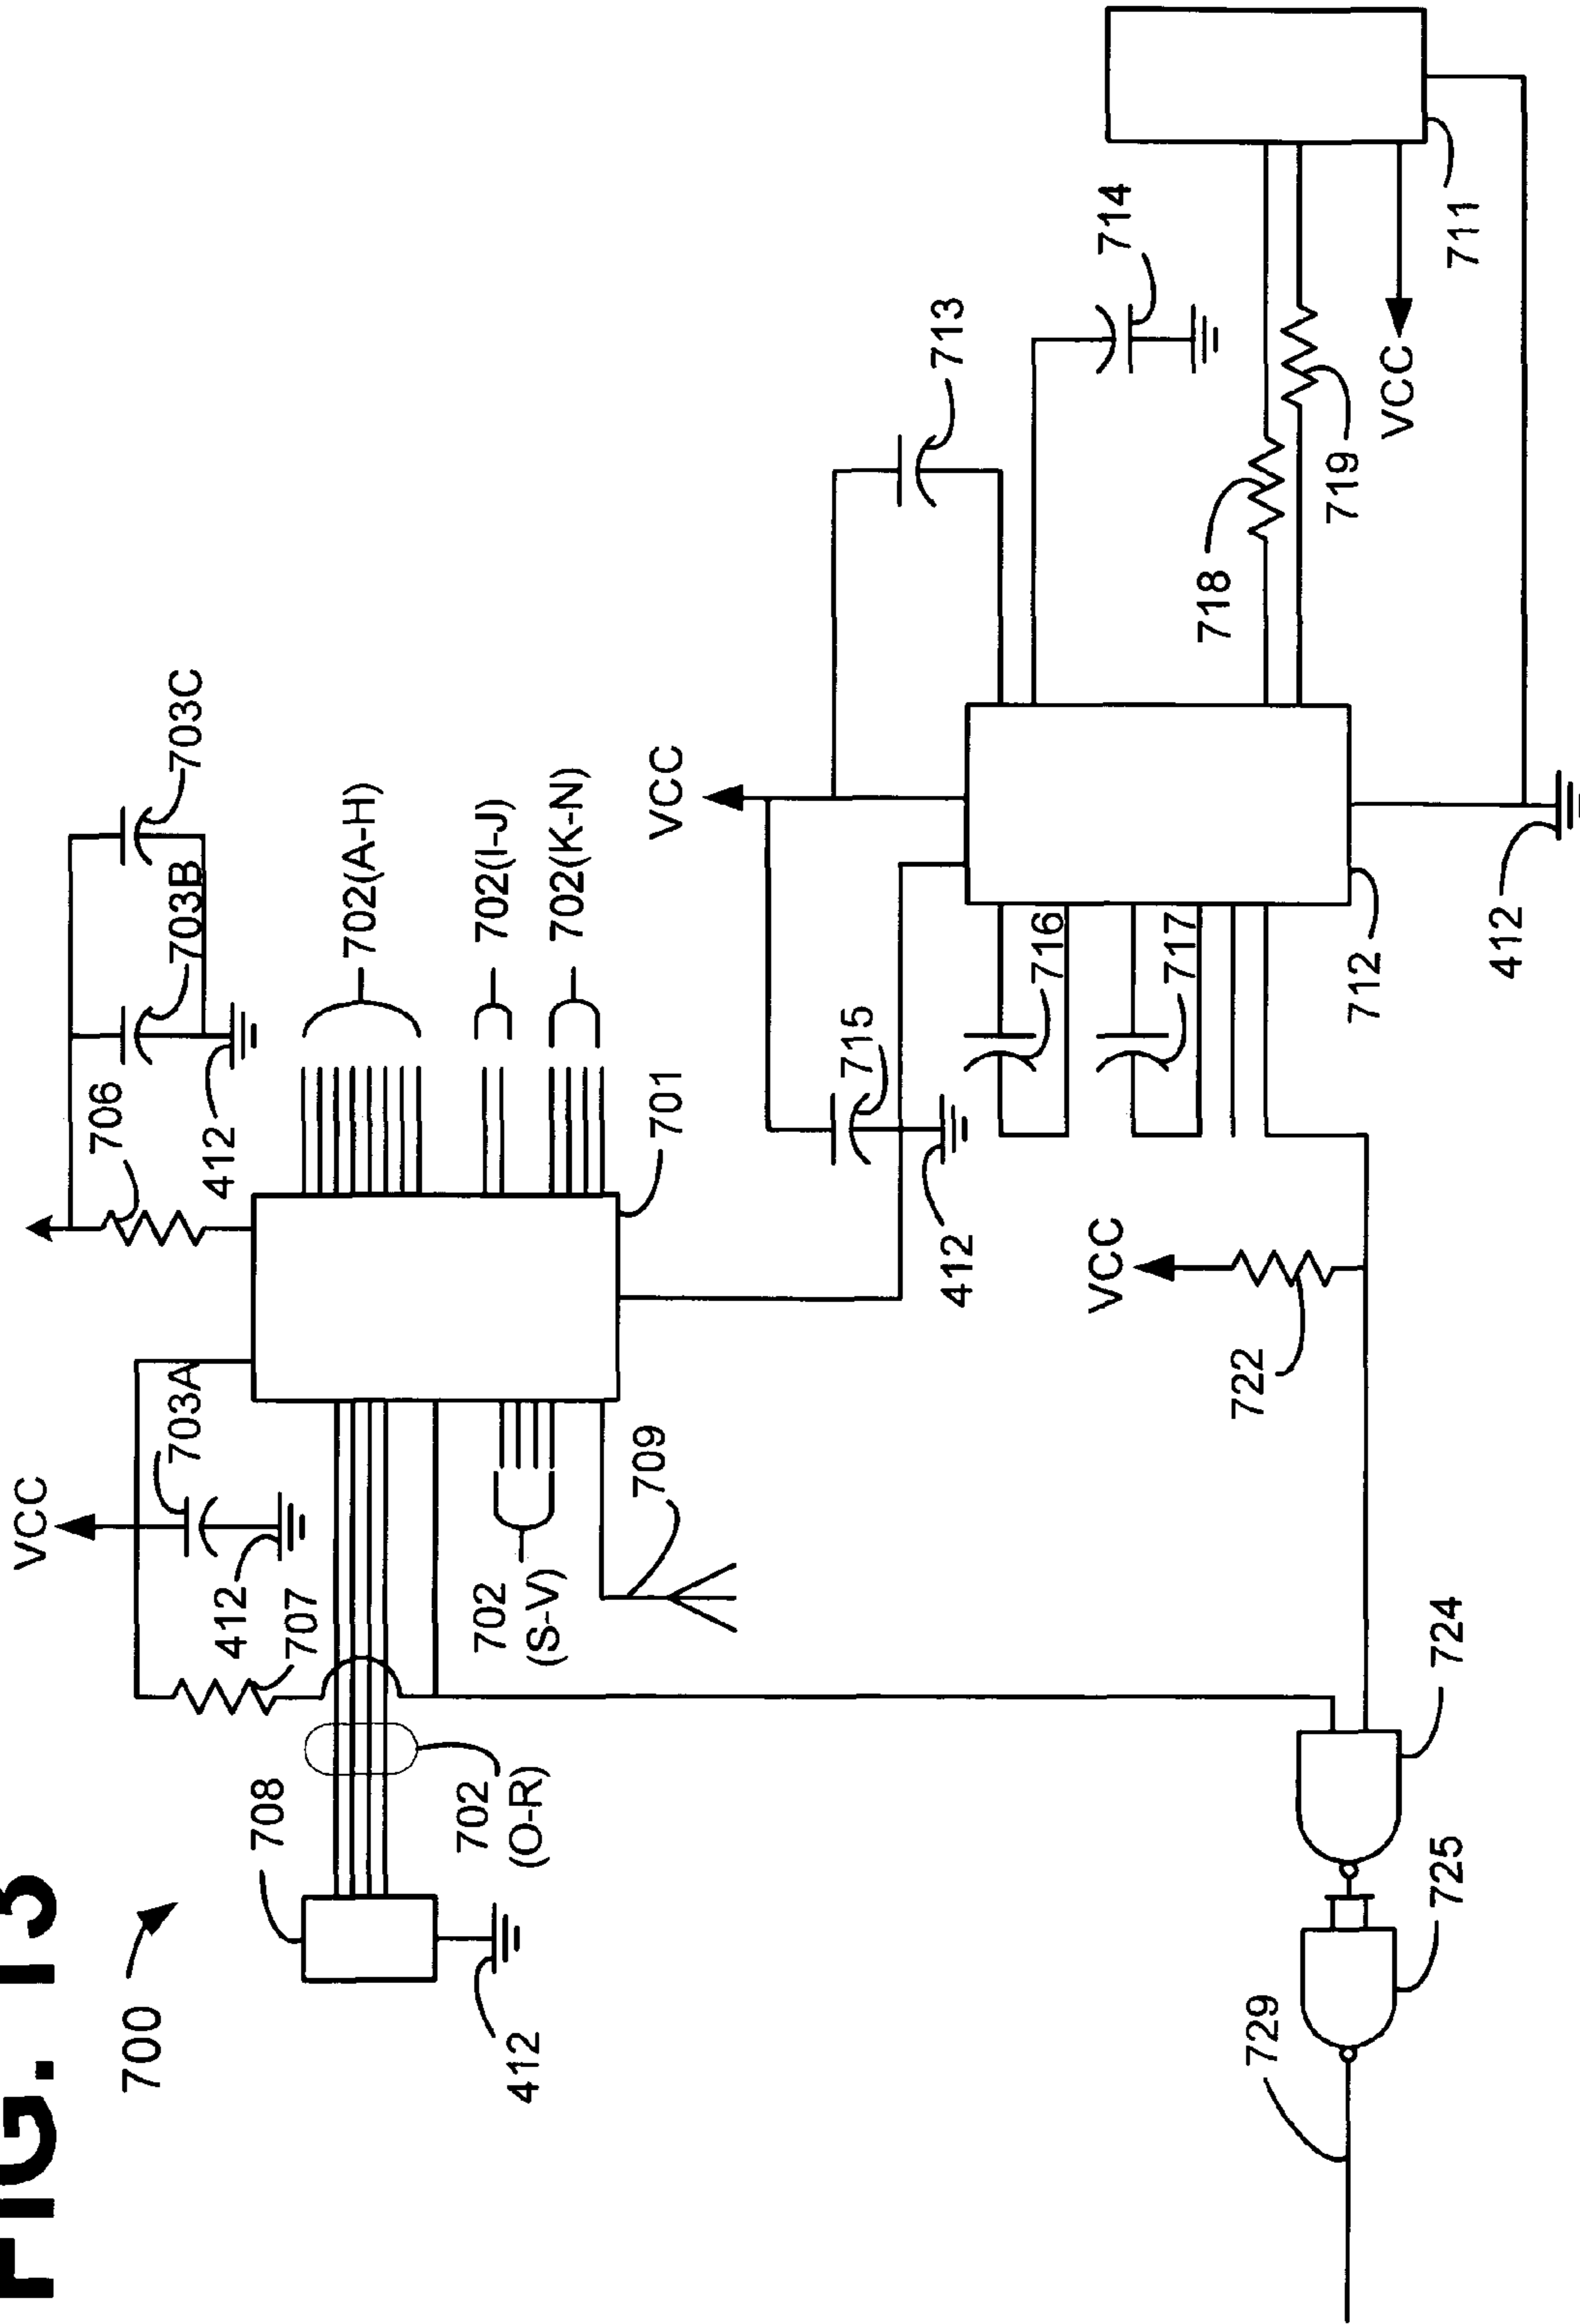 FIG. 13
700
VCC
703A
412
707
706
703B
703C
412
708
702
(O-R)
412
702
(S-V)
709
702(A-H)
702(I-J)
702(K-N)
701
VCC
715
412
713
714
716
717
712
412
718
719
VCC
711
VCC
722
724
725
729